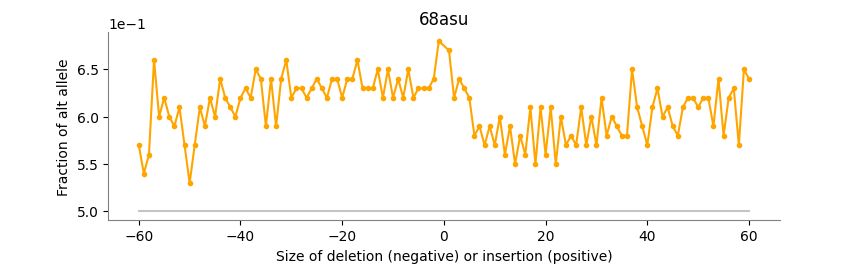 68asu
1e−1
6.5
6.0
5.5
5.0
Fraction of alt allele
−60 −40 −20 0 20 40 60
Size of deletion (negative) or insertion (positive)